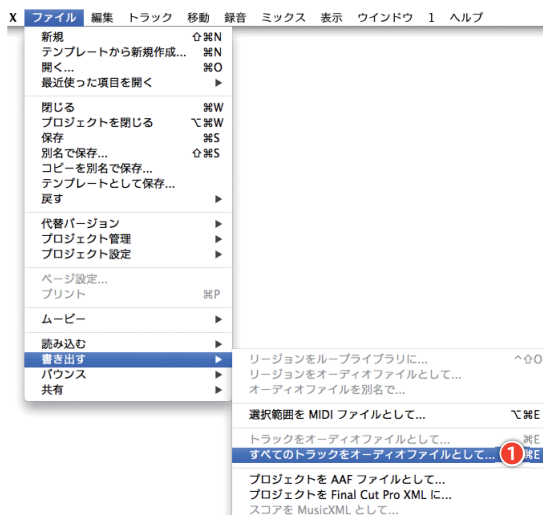 X ファイル 編集 トラック 移動 録音 ミックス 表示 ウインドウ 1 ヘルプ
新規 ⇧⌘N
テンプレートから新規作成... ⌘N
開く... ⌘O
最近使った項目を開く ▶
閉じる ⌘W
プロジェクトを閉じる ⌥⌘W
保存 ⌘S
別名で保存... ⇧⌘S
コピーを別名で保存...
テンプレートとして保存...
戻す ▶
代替バージョン ▶
プロジェクト管理 ▶
プロジェクト設定 ▶
ページ設定...
プリント ⌘P
ムービー ▶
読み込む ▶
書き出す ▶
バウンス ▶
共有 ▶
リージョンをループライブラリに... ^⇧O
リージョンをオーディオファイルとして...
オーディオファイルを別名で...
選択範囲を MIDI ファイルとして... ⌥⌘E
トラックをオーディオファイルとして... ⌘E
すべてのトラックをオーディオファイルとして... 1 ⌘E
プロジェクトを AAF ファイルとして...
プロジェクトを Final Cut Pro XML に...
スコアを MusicXML として...